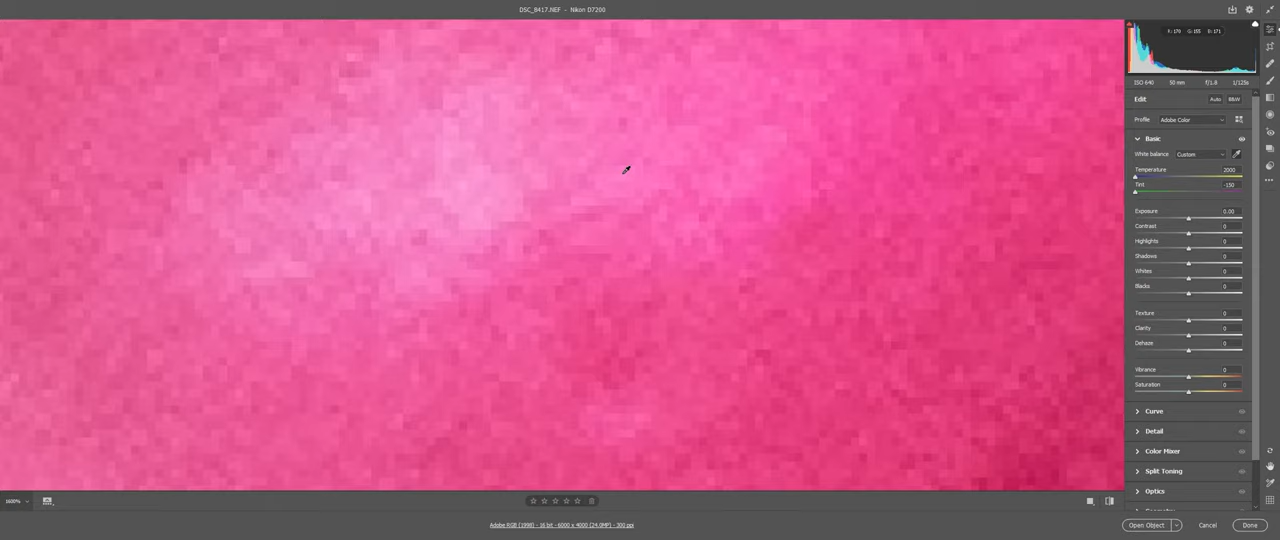 DSC_8417.NEF - Nikon D7200
R: 170 G: 155 B: 171
ISO 640 50 mm f/1.8 1/125s
Edit Auto B&W
Profile Adobe Color
Basic
White balance Custom
Temperature 2000
Tint -150
Exposure 0.00
Contrast 0
Highlights 0
Shadows 0
Whites 0
Blacks 0
Texture 0
Clarity 0
Dehaze 0
Vibrance 0
Saturation 0
Curve
Detail
Color Mixer
Split Toning
Optics
1600%
Adobe RGB (1998) - 16 bit - 6000 x 4000 (24.0MP) - 300 ppi
Open Object Cancel Done